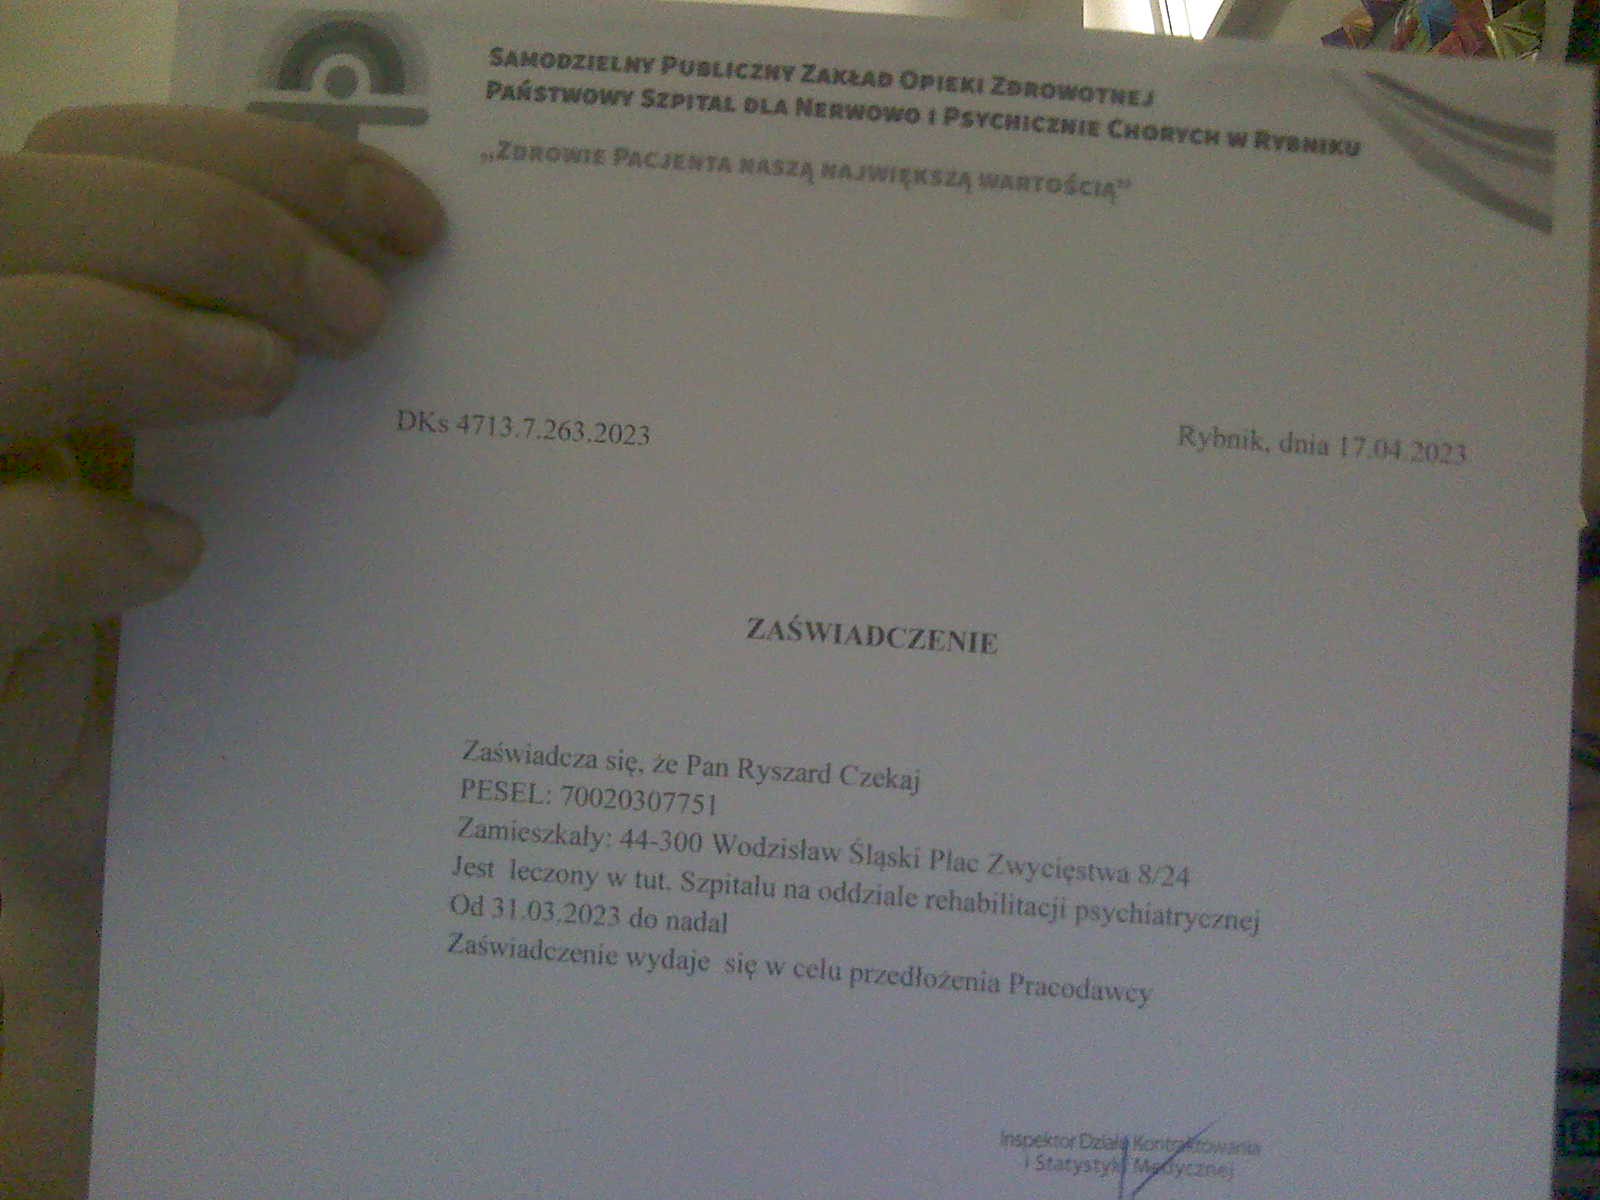 SAMODZIELNY PUBLICZNY ZAKŁAD OPIEKI ZDROWOTNEJ
PAŃSTWOWY SZPITAL DLA NERWOWO I PSYCHICZNIE CHORYCH W RYBNIKU
„ZDROWIE PACJENTA NASZĄ NAJWIĘKSZĄ WARTOŚCIĄ”
DKs 4713.7.263.2023
Rybnik, dnia 17.04.2023
ZAŚWIADCZENIE
Zaświadcza się, że Pan Ryszard Czekaj
PESEL: 70020307751
Zamieszkały: 44-300 Wodzisław Śląski Plac Zwycięstwa 8/24
Jest leczony w tut. Szpitalu na oddziale rehabilitacji psychiatrycznej
Od 31.03.2023 do nadal
Zaświadczenie wydaje się w celu przedłożenia Pracodawcy
Inspektor Działu Kontraktowania
i Statystyki Medycznej